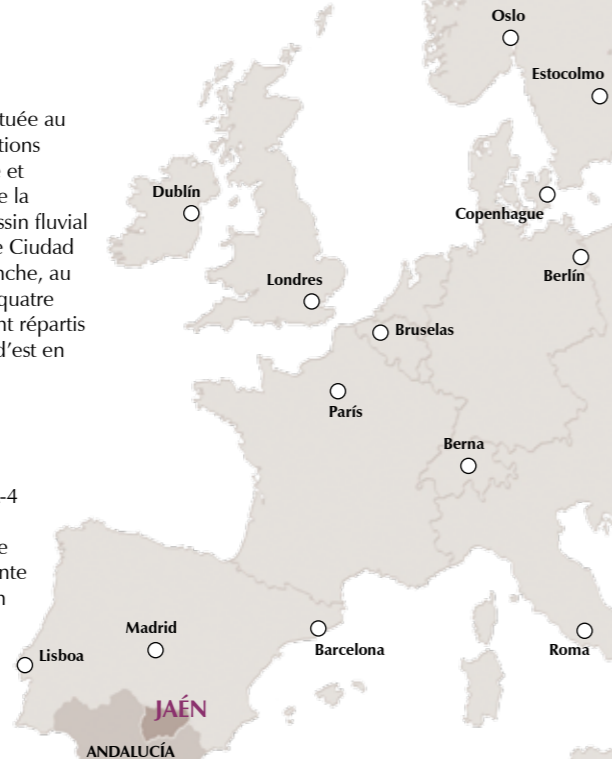 tuée au
tions
et
e la
ssin fluvial
e Ciudad
nche, au
quatre
nt répartis
d’est en
-4
e
nte
n
Oslo
Estocolmo
Dublín
Copenhague
Berlín
Londres
Bruselas
París
Berna
Madrid
Lisboa
Barcelona
Roma
JAÉN
ANDALUCÍA